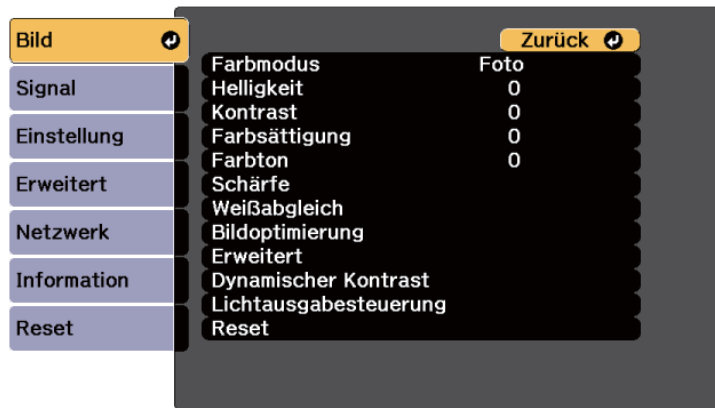 Bild
Signal
Einstellung
Erweitert
Netzwerk
Information
Reset
Zurück
Farbmodus Foto
Helligkeit 0
Kontrast 0
Farbsättigung 0
Farbton 0
Schärfe
Weißabgleich
Bildoptimierung
Erweitert
Dynamischer Kontrast
Lichtausgabesteuerung
Reset